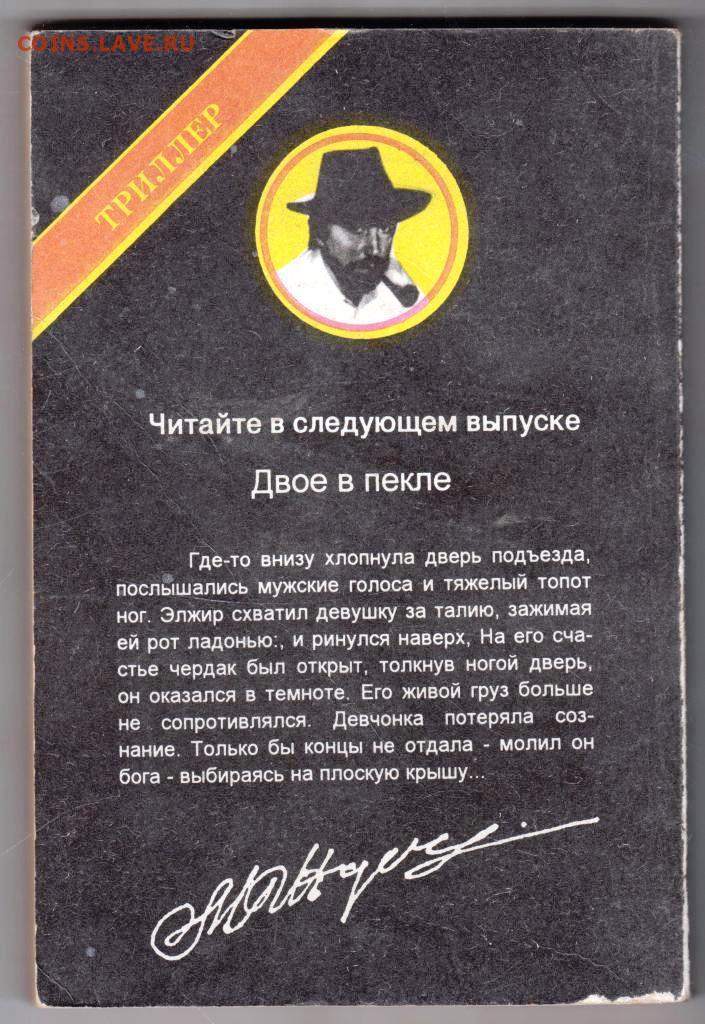 COINS.LAVE.RU
ТРИЛЛЕР
Читайте в следующем выпуске
Двое в пекле
Где-то внизу хлопнула дверь подъезда,
послышались мужские голоса и тяжелый топот
ног. Элжир схватил девушку за талию, зажимая
ей рот ладонью:, и ринулся наверх, На его сча-
стье чердак был открыт, толкнув ногой дверь,
он оказался в темноте. Его живой груз больше
не сопротивлялся. Девчонка потеряла соз-
нание. Только бы концы не отдала - молил он
бога - выбираясь на плоскую крышу...